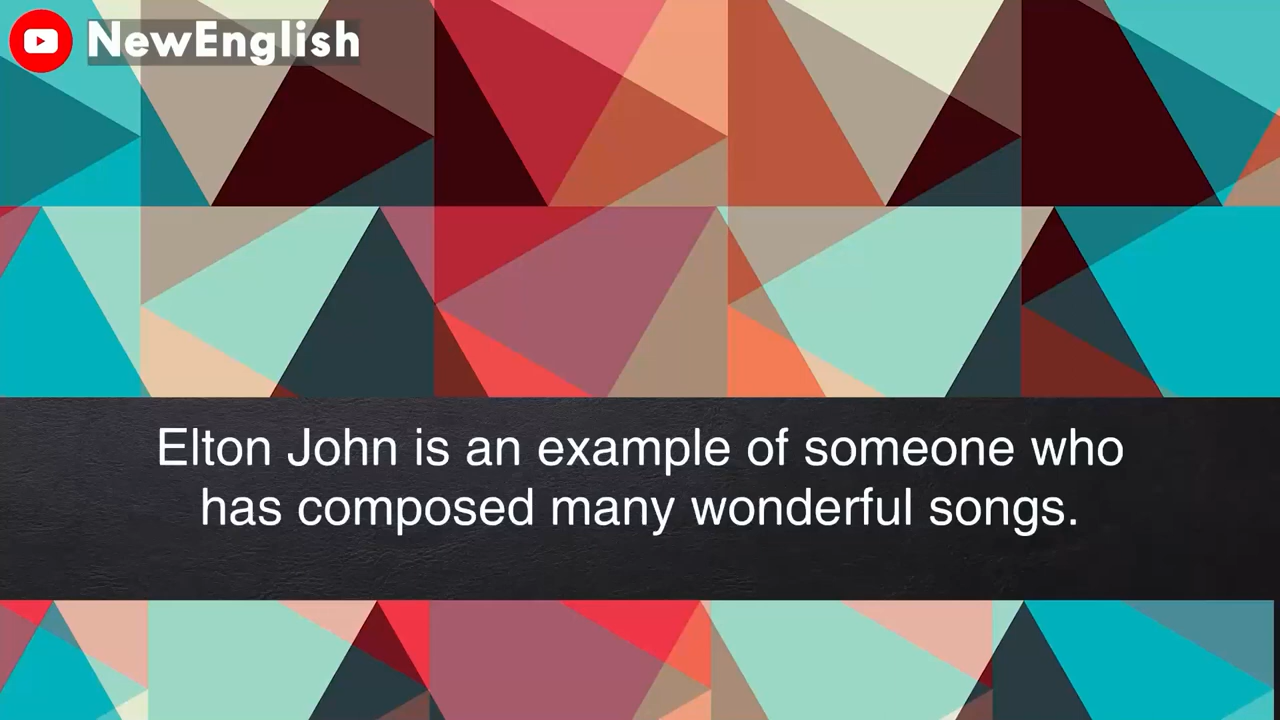 NewEnglish
Elton John is an example of someone who
has composed many wonderful songs.